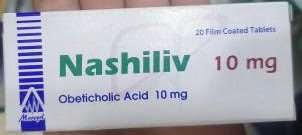 20 Film Coated Tablets
Nashiliv 10 mg
Obeticholic Acid 10 mg